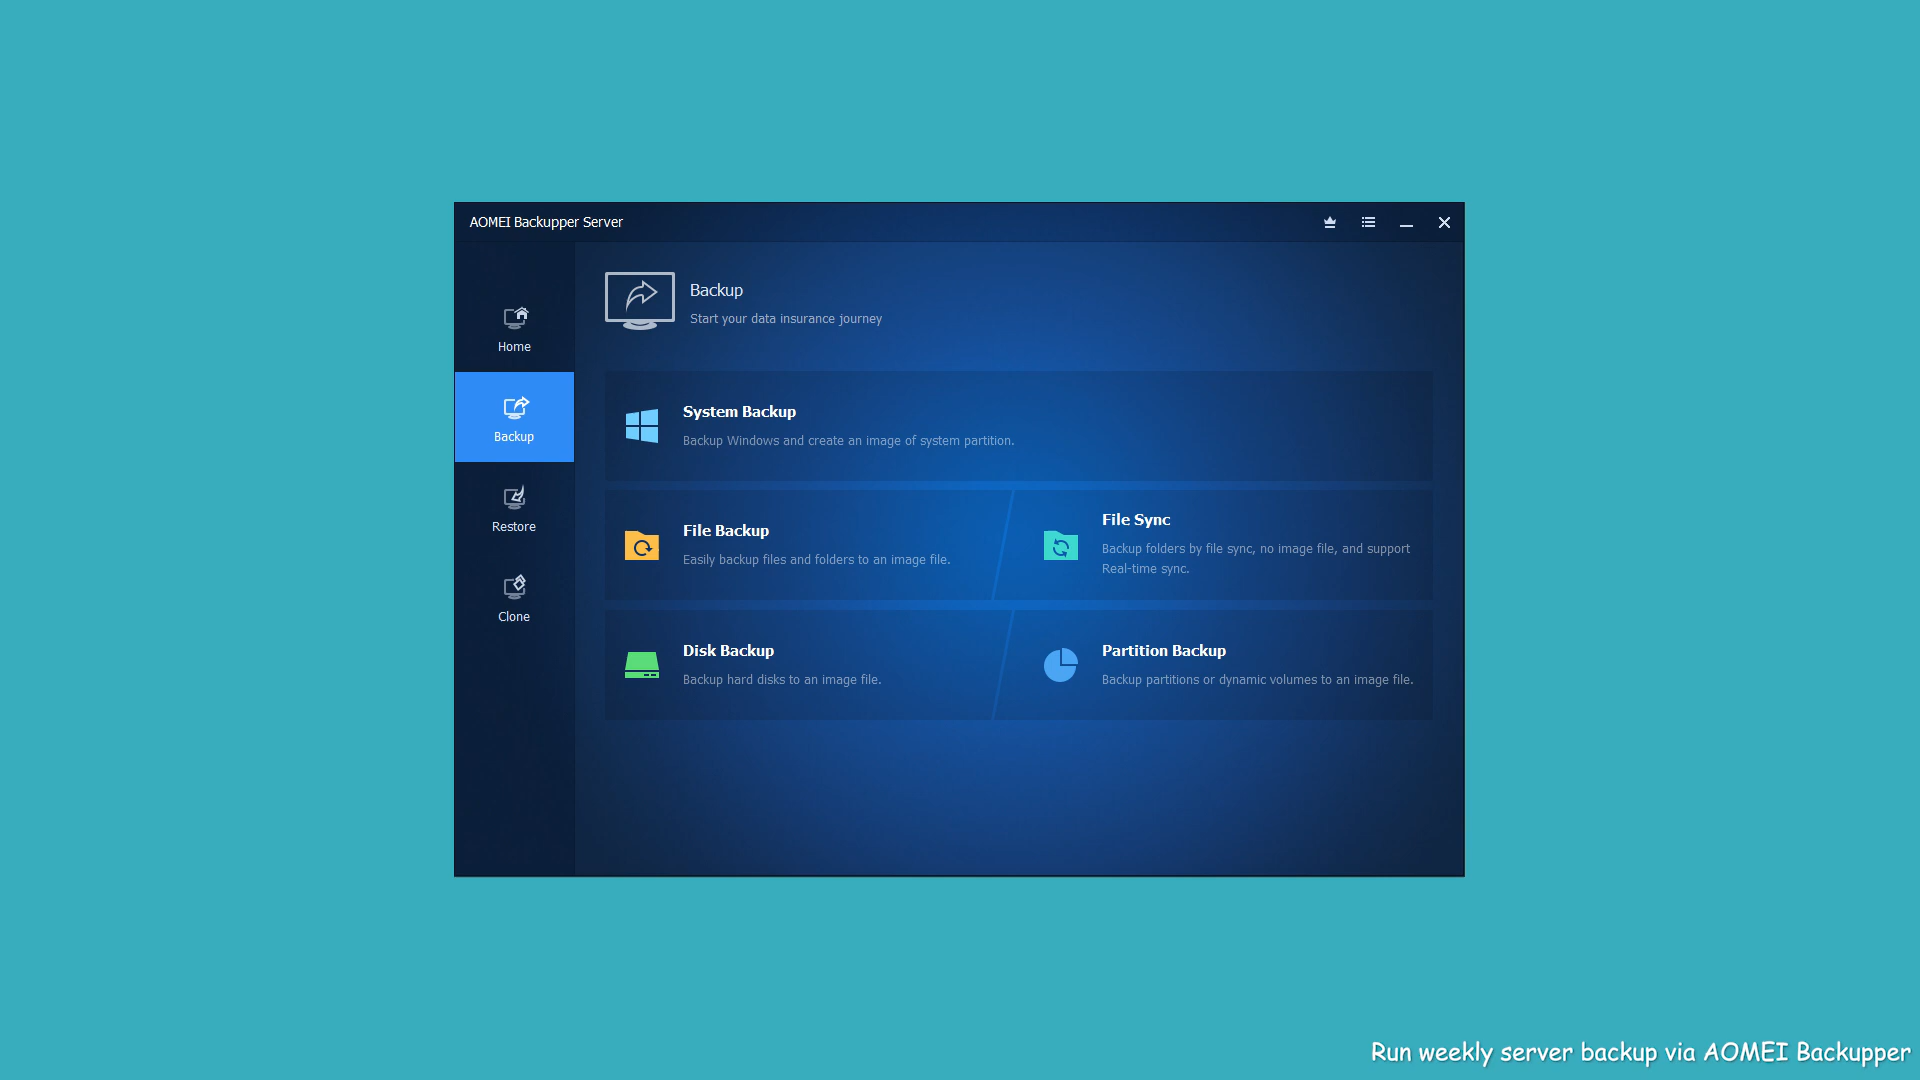 AOMEI Backupper Server
Home
Backup
Restore
Clone
Backup
Start your data insurance journey
System Backup
Backup Windows and create an image of system partition.
File Backup
Easily backup files and folders to an image file.
File Sync
Backup folders by file sync, no image file, and support
Real-time sync.
Disk Backup
Backup hard disks to an image file.
Partition Backup
Backup partitions or dynamic volumes to an image file.
Run weekly server backup via AOMEI Backupper